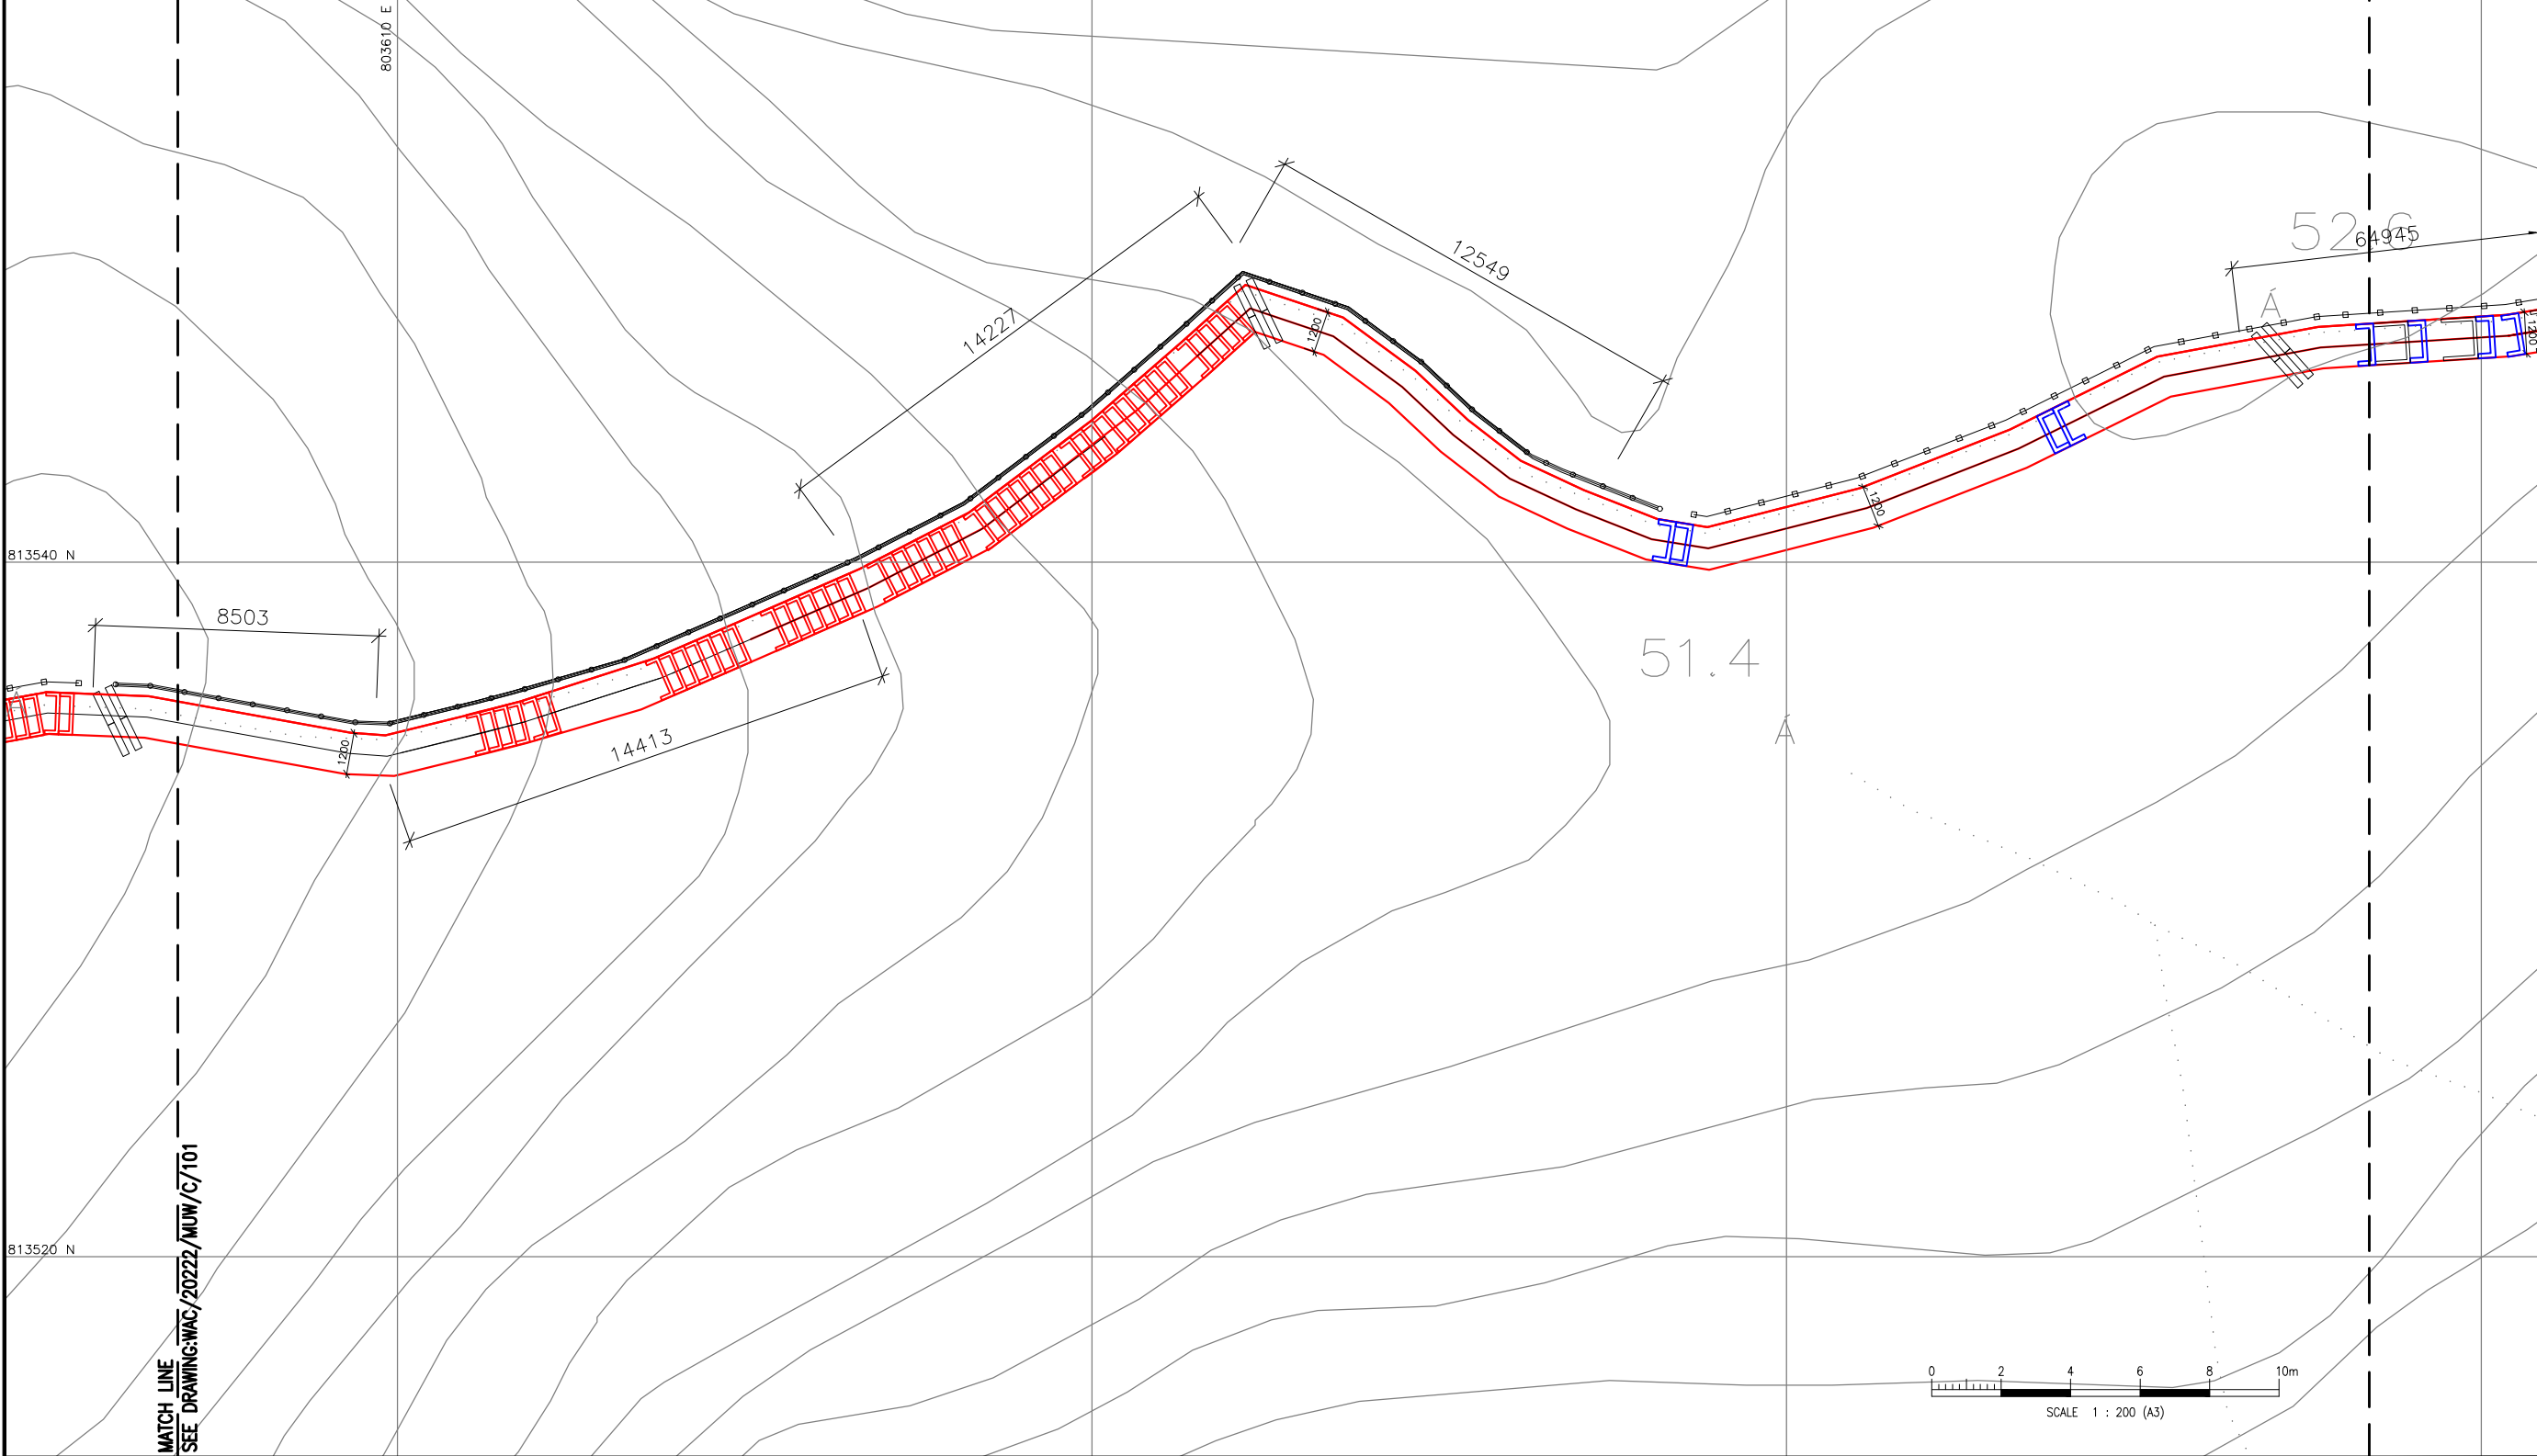 803610 E
12549
52.6
64945
Á
14227
1200
1200
1200
813540 N
8503
51.4
Á
Á
1200
14413
813520 N
MATCH LINE
SEE DRAWING:WAC/20222/MUW/C/101
0 2 4 6 8 10m
SCALE 1 : 200 (A3)